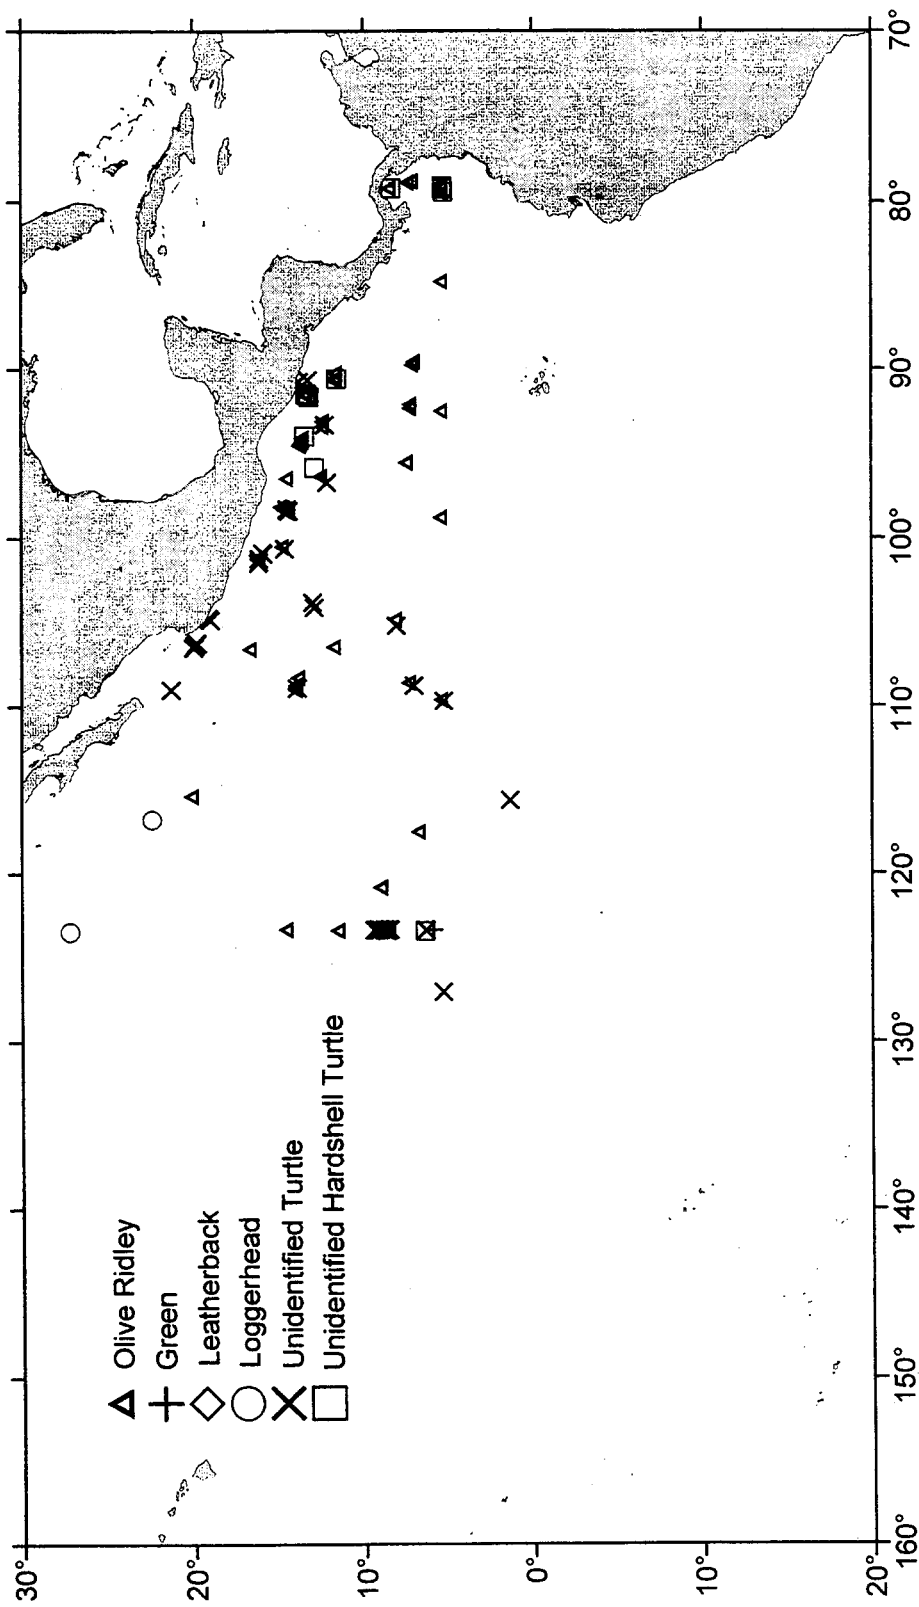 Olive Ridley
Green
Leatherback
Loggerhead
Unidentified Turtle
Unidentified Hardshell Turtle
30°
20°
10°
0°
10°
20°
160°
150°
140°
130°
120°
110°
100°
90°
80°
70°